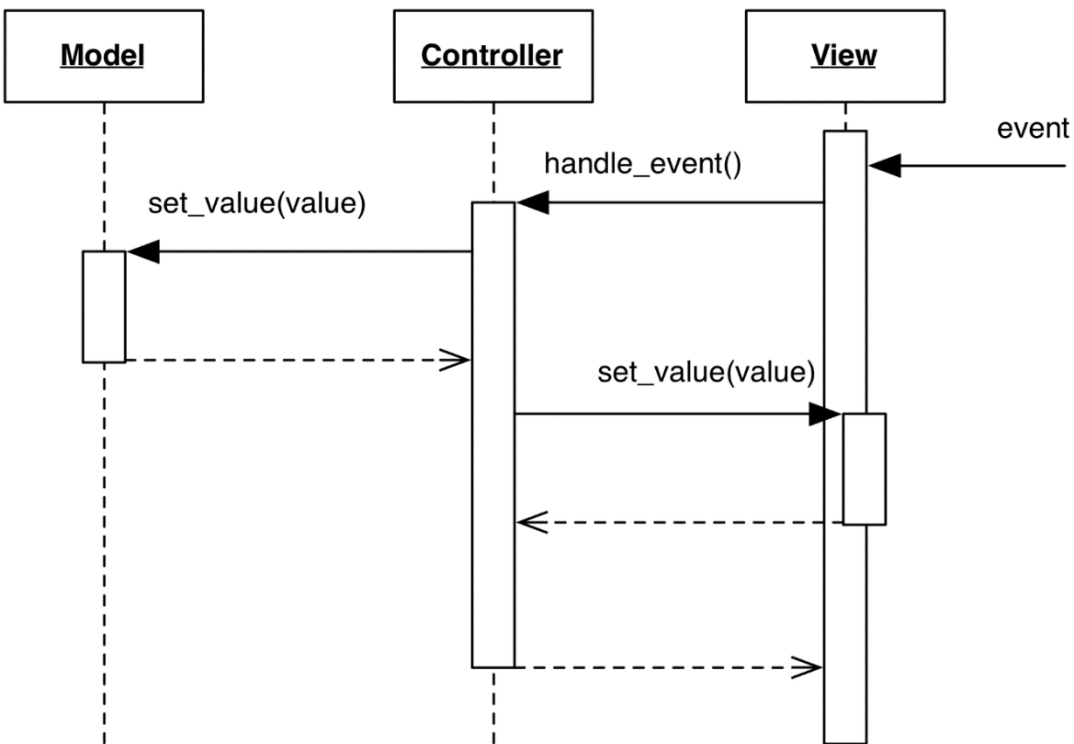 Model
Controller
View
event
handle_event()
set_value(value)
set_value(value)